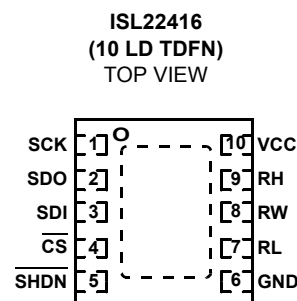 ISL22416
(10 LD TDFN)
TOP VIEW
SCK 1 O 10 VCC
SDO 2 9 RH
SDI 3 8 RW
CS 4 7 RL
SHDN 5 6 GND